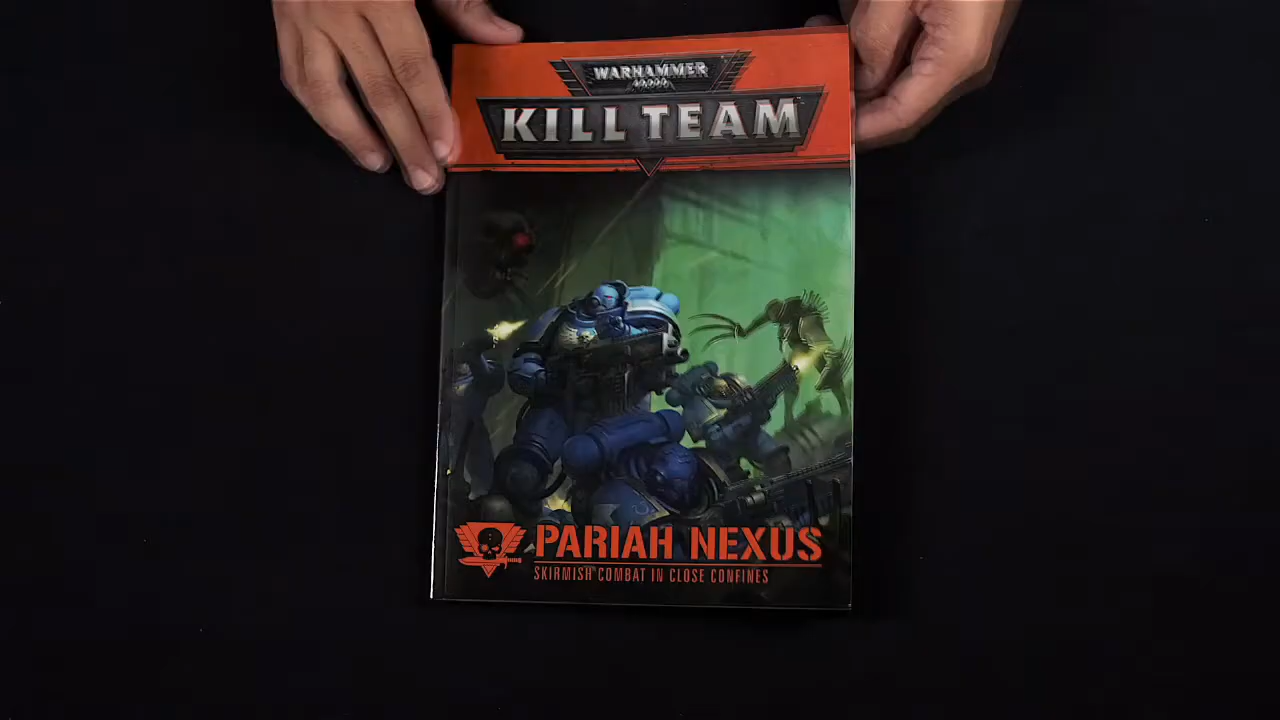 WARHAMMER
40,000
KILL TEAM
PARIAH NEXUS
SKIRMISH COMBAT IN CLOSE CONFINES